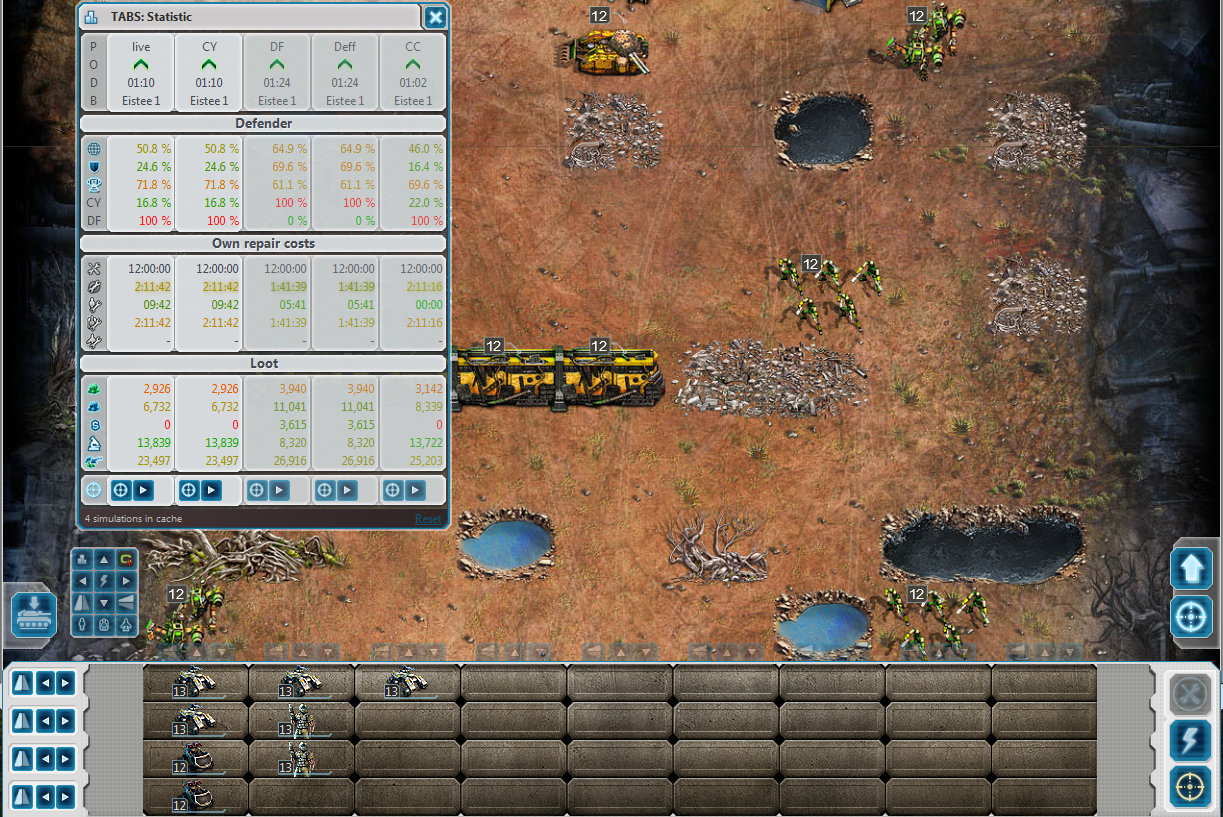 TABS: Statistic
12 12
P live CY DF Deff CC
O
D 01:10 01:10 01:24 01:24 01:02
B Eistee 1 Eistee 1 Eistee 1 Eistee 1 Eistee 1
Defender
50.8 % 50.8 % 64.9 % 64.9 % 46.0 %
24.6 % 24.6 % 69.6 % 69.6 % 16.4 %
71.8 % 71.8 % 61.1 % 61.1 % 69.6 %
CY 16.8 % 16.8 % 100 % 100 % 22.0 %
DF 100 % 100 % 0 % 0 % 100 %
Own repair costs
12:00:00 12:00:00 12:00:00 12:00:00 12:00:00
2:11:42 2:11:42 1:41:39 1:41:39 2:11:16
09:42 09:42 05:41 05:41 00:00
2:11:42 2:11:42 1:41:39 1:41:39 2:11:16
- - - - -
12
12 12
Loot
2,926 2,926 3,940 3,940 3,142
6,732 6,732 11,041 11,041 8,339
0 0 3,615 3,615 0
13,839 13,839 8,320 8,320 13,722
23,497 23,497 26,916 26,916 25,203
4 simulations in cache Reset
12 12
13 13 13
13
12 13
12